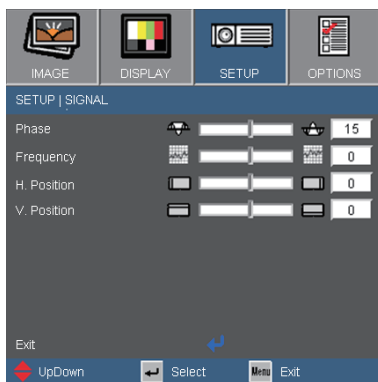 IMAGE DISPLAY SETUP OPTIONS
SETUP | SIGNAL
Phase 15
Frequency 0
H. Position 0
V. Position 0
Exit
UpDown Select Menu Exit